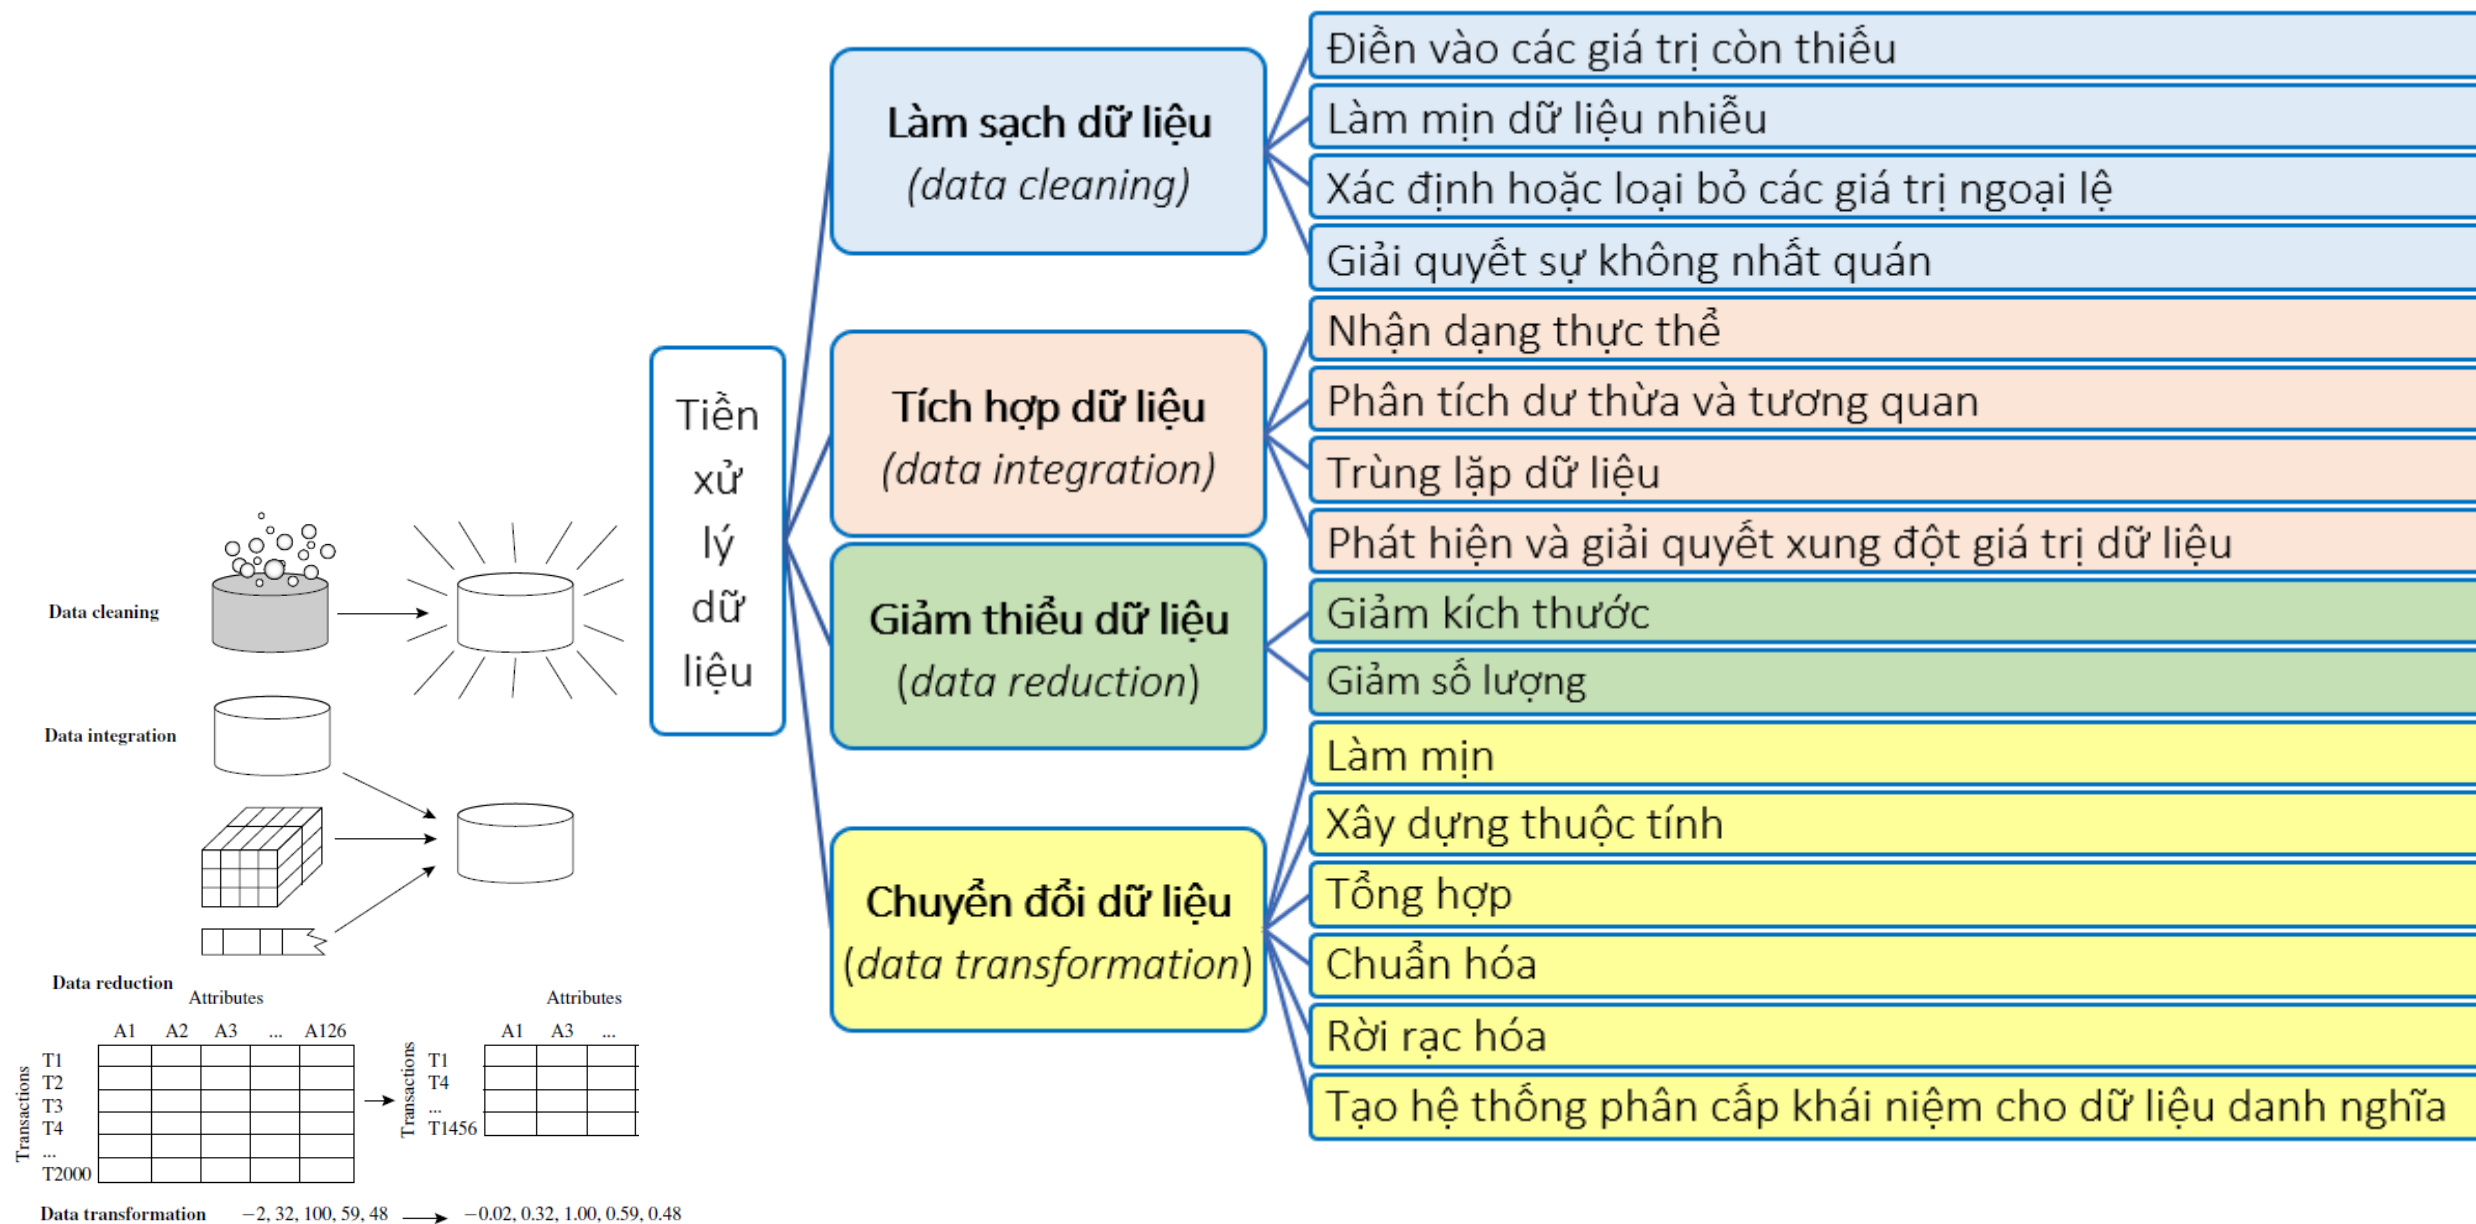 Tiền
xử
lý
dữ
liệu
Làm sạch dữ liệu
(data cleaning)
Điền vào các giá trị còn thiếu
Làm mịn dữ liệu nhiễu
Xác định hoặc loại bỏ các giá trị ngoại lệ
Giải quyết sự không nhất quán
Tích hợp dữ liệu
(data integration)
Nhận dạng thực thể
Phân tích dư thừa và tương quan
Trùng lặp dữ liệu
Phát hiện và giải quyết xung đột giá trị dữ liệu
Giảm thiểu dữ liệu
(data reduction)
Giảm kích thước
Giảm số lượng
Chuyển đổi dữ liệu
(data transformation)
Làm mịn
Xây dựng thuộc tính
Tổng hợp
Chuẩn hóa
Rời rạc hóa
Tạo hệ thống phân cấp khái niệm cho dữ liệu danh nghĩa
Data cleaning
Data integration
Data reduction
Attributes
A1 A2 A3 ... A126
Transactions
T1
T2
T3
T4
...
T2000
Attributes
A1 A3 ...
Transactions
T1
T4
...
T1456
Data transformation −2, 32, 100, 59, 48 −0.02, 0.32, 1.00, 0.59, 0.48